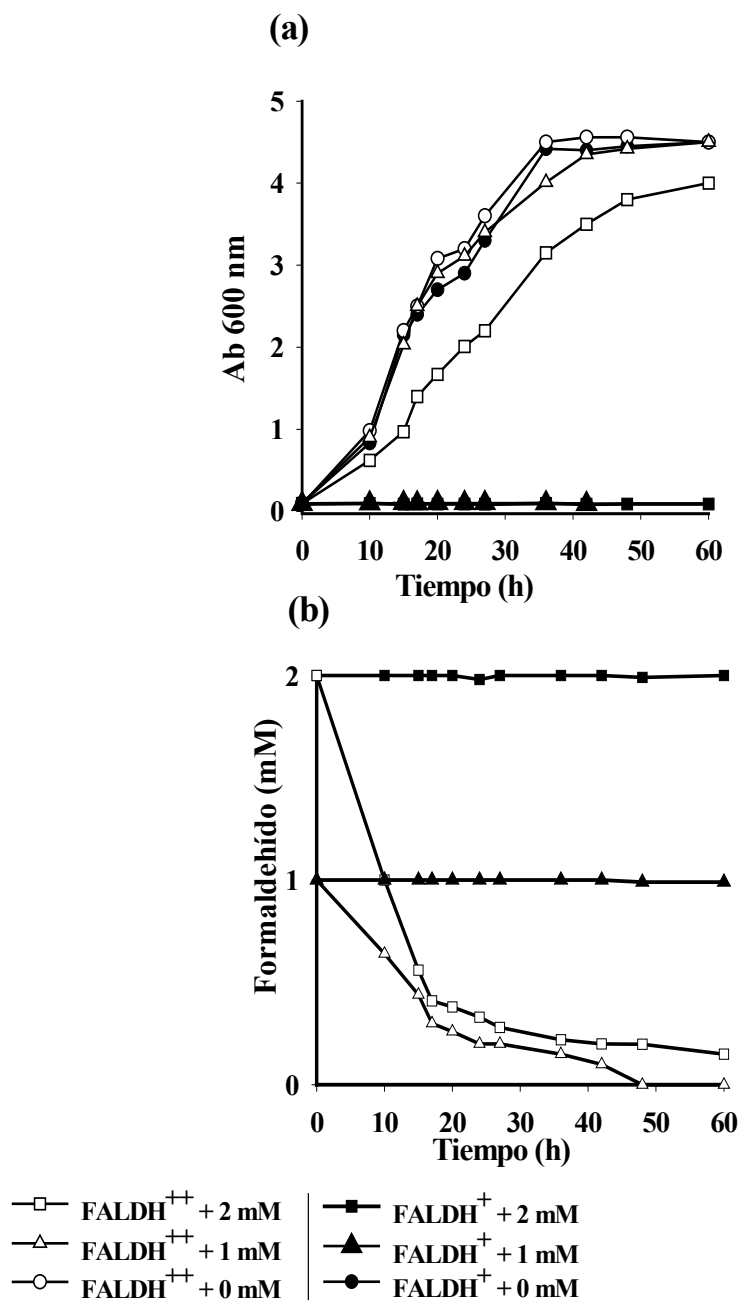 (a)
5
4
3
2
1
0
Ab 600 nm
0 10 20 30 40 50 60
Tiempo (h)
(b)
2
1
0
Formaldehído (mM)
0 10 20 30 40 50 60
Tiempo (h)
FALDH++ + 2 mM
FALDH++ + 1 mM
FALDH++ + 0 mM
FALDH+ + 2 mM
FALDH+ + 1 mM
FALDH+ + 0 mM